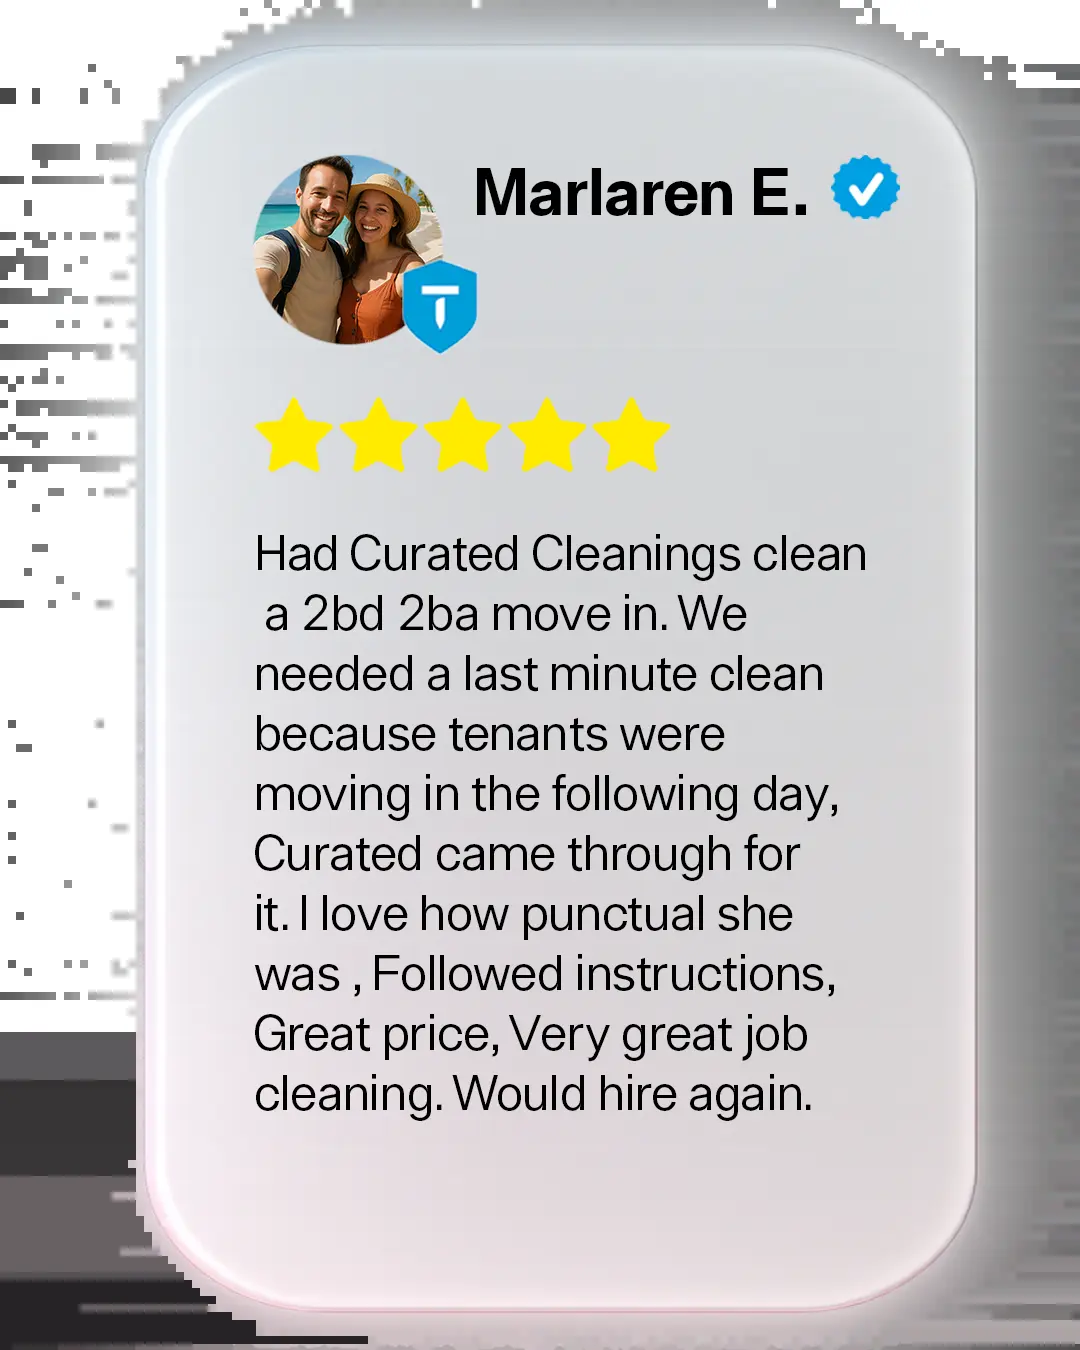 Marlaren E.
Had Curated Cleanings clean
a 2bd 2ba move in. We
needed a last minute clean
because tenants were
moving in the following day,
Curated came through for
it. I love how punctual she
was , Followed instructions,
Great price, Very great job
cleaning. Would hire again.